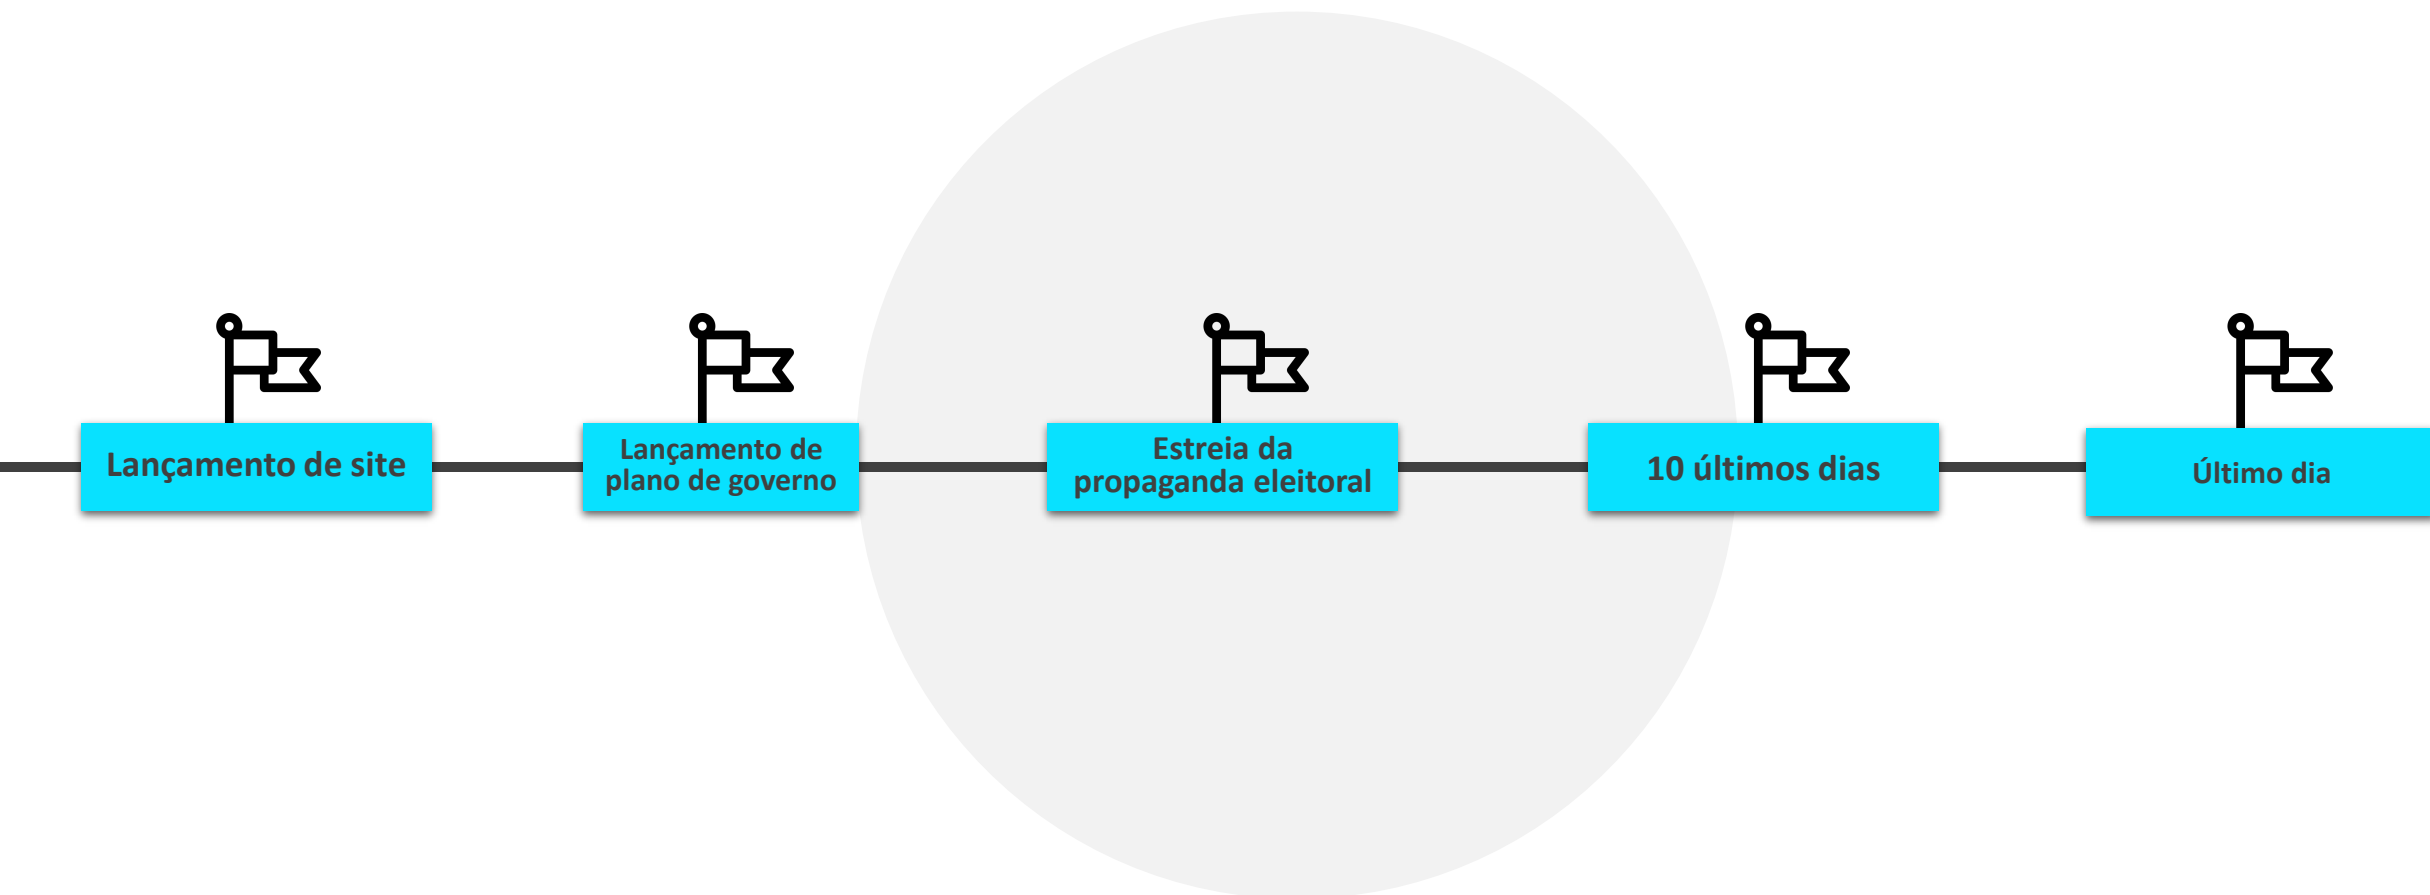 Lançamento de site
Lançamento de
plano de governo
Estreia da
propaganda eleitoral
10 últimos dias
Último dia